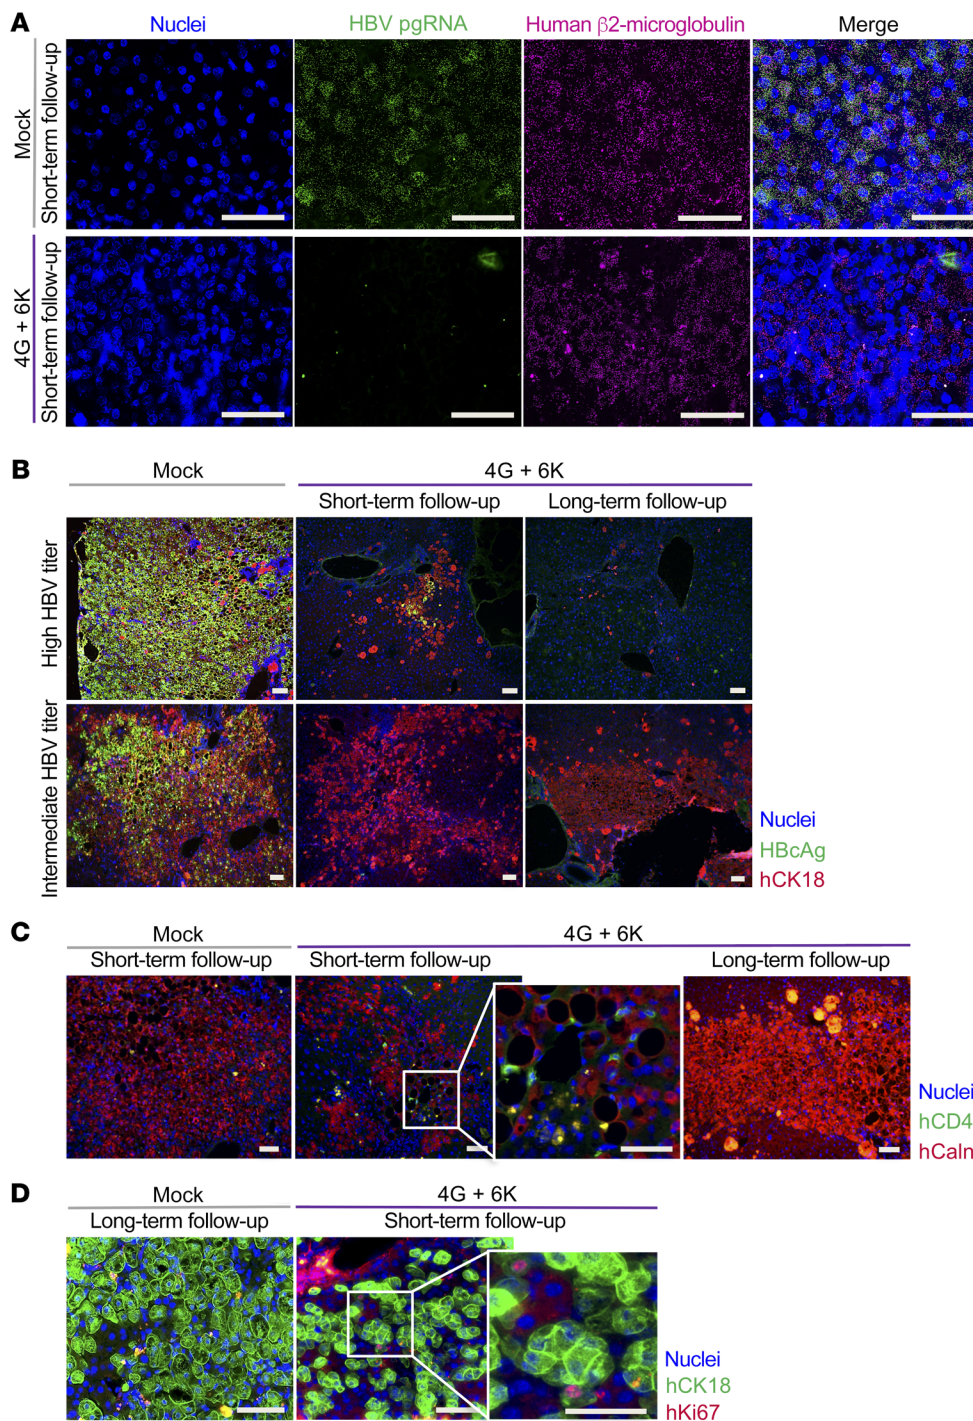 A
Nuclei
HBV pgRNA
Human β2-microglobulin
Merge
Mock
Short-term follow-up
4G + 6K
Short-term follow-up
B
Mock
4G + 6K
Short-term follow-up
Long-term follow-up
High HBV titer
Intermediate HBV titer
Nuclei
HBcAg
hCK18
C
Mock
4G + 6K
Short-term follow-up
Short-term follow-up
Long-term follow-up
Nuclei
hCD4
hCaln
D
Mock
4G + 6K
Long-term follow-up
Short-term follow-up
Nuclei
hCK18
hKi67